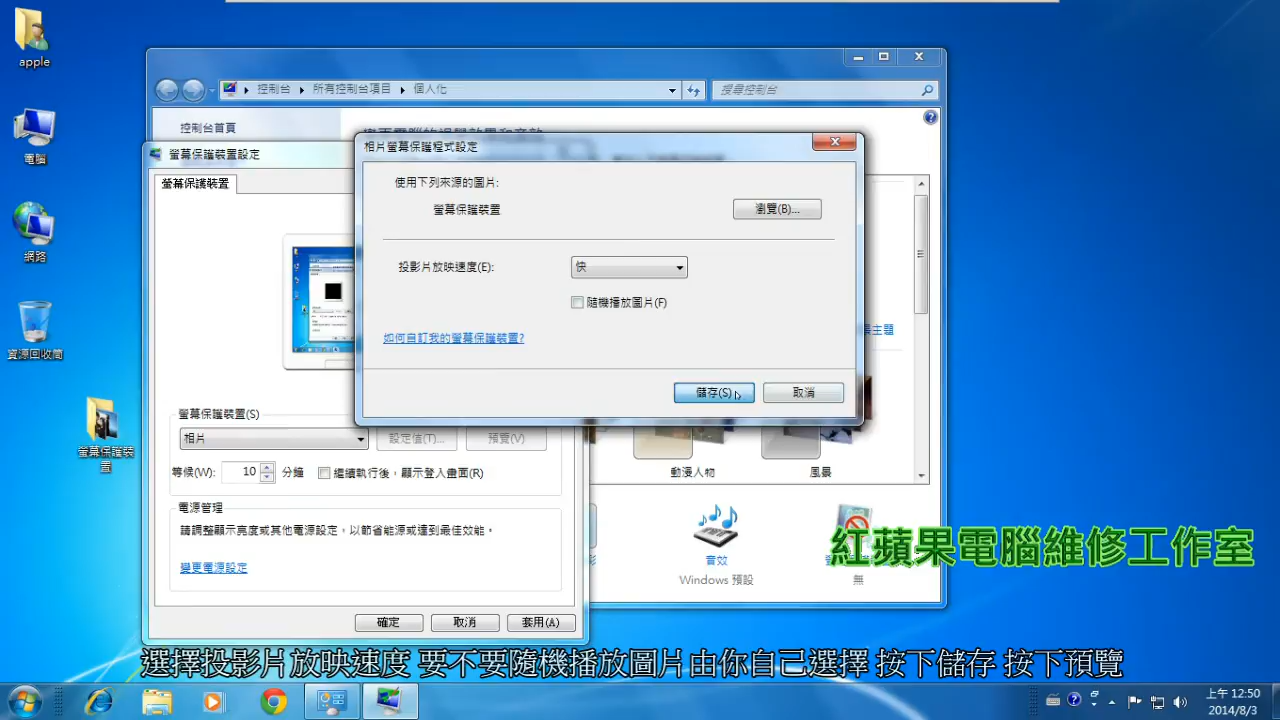 apple
電腦
網路
資源回收筒
螢幕保護裝
置
控制台
所有控制台項目
個人化
搜尋控制台
控制台首頁
螢幕保護裝置設定
螢幕保護裝置
螢幕保護裝置(S)
相片
設定值(T)...
預覽(V)
等候(W):
10
分鐘
繼續執行後，顯示登入畫面(R)
電源管理
請調整顯示亮度或其他電源設定，以節省能源或達到最佳效能。
變更電源設定
確定
取消
套用(A)
相片螢幕保護程式設定
使用下列來源的圖片:
螢幕保護裝置
瀏覽(B)...
投影片放映速度(E):
快
隨機播放圖片(F)
如何自訂我的螢幕保護裝置?
儲存(S)
取消
主題
動漫人物
風景
音效
Windows 預設
無
紅蘋果電腦維修工作室
選擇投影片放映速度 要不要隨機播放圖片由你自己選擇 按下儲存 按下預覽
上午 12:50
2014/8/3